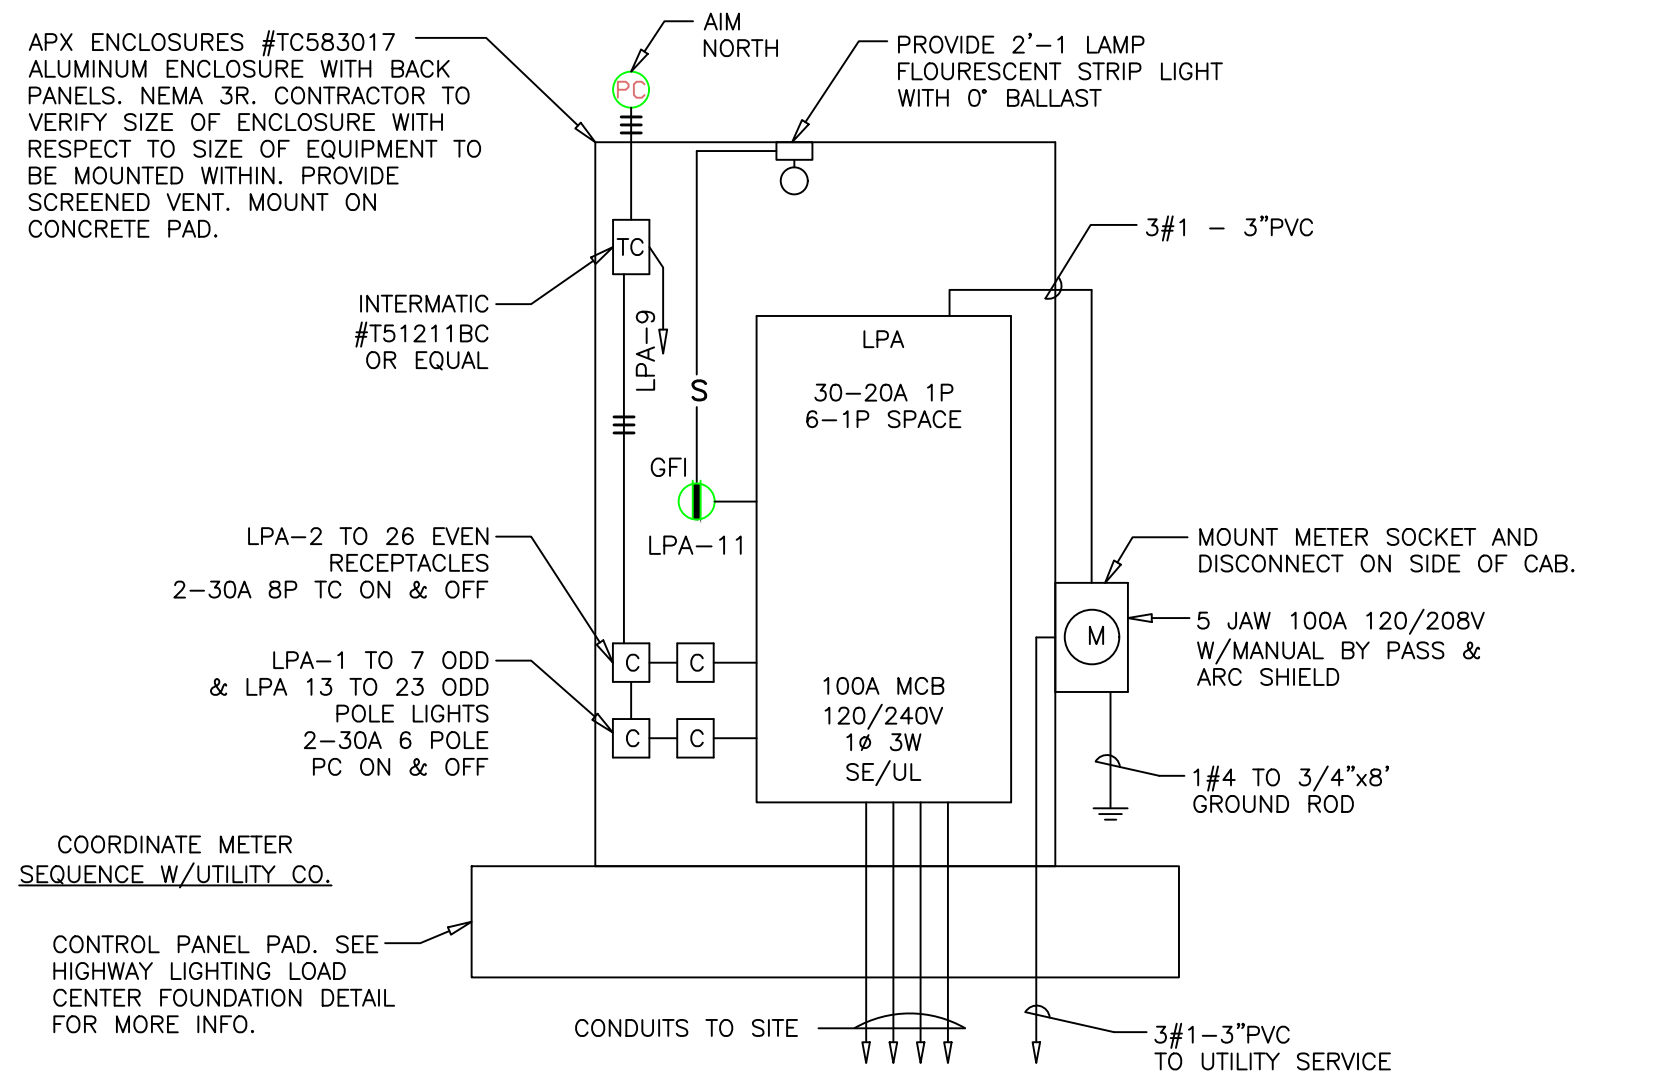 APX ENCLOSURES #TC583017
ALUMINUM ENCLOSURE WITH BACK
PANELS. NEMA 3R. CONTRACTOR TO
VERIFY SIZE OF ENCLOSURE WITH
RESPECT TO SIZE OF EQUIPMENT TO
BE MOUNTED WITHIN. PROVIDE
SCREENED VENT. MOUNT ON
CONCRETE PAD.
AIM
NORTH
PC
PROVIDE 2'-1 LAMP
FLOURESCENT STRIP LIGHT
WITH 0° BALLAST
3#1 - 3"PVC
TC
INTERMATIC
#T51211BC
OR EQUAL
LPA-9
S
LPA
30-20A 1P
6-1P SPACE
GFI
LPA-11
LPA-2 TO 26 EVEN
RECEPTACLES
2-30A 8P TC ON & OFF
MOUNT METER SOCKET AND
DISCONNECT ON SIDE OF CAB.
M
5 JAW 100A 120/208V
W/MANUAL BY PASS &
ARC SHIELD
C C
LPA-1 TO 7 ODD
& LPA 13 TO 23 ODD
POLE LIGHTS
2-30A 6 POLE
PC ON & OFF
C C
100A MCB
120/240V
1ø 3W
SE/UL
1#4 TO 3/4"x8'
GROUND ROD
COORDINATE METER
SEQUENCE W/UTILITY CO.
CONTROL PANEL PAD. SEE
HIGHWAY LIGHTING LOAD
CENTER FOUNDATION DETAIL
FOR MORE INFO.
CONDUITS TO SITE
3#1-3"PVC
TO UTILITY SERVICE